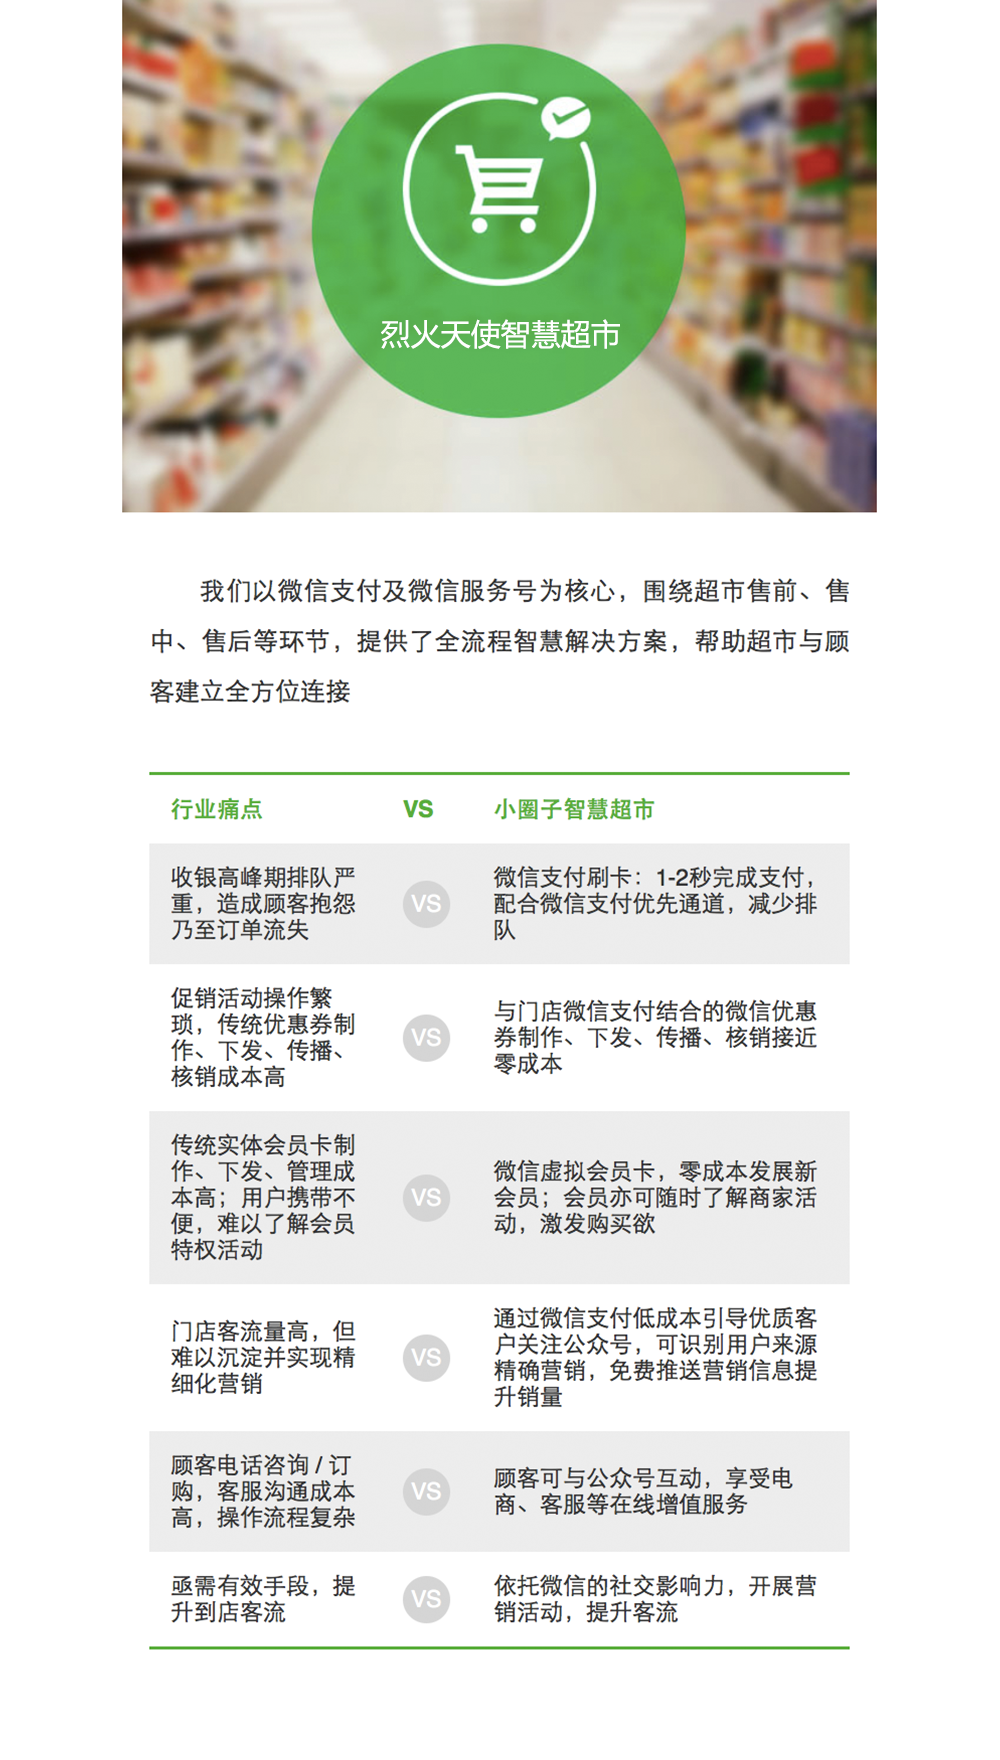 烈火天使智慧超市
我们以微信支付及微信服务号为核心，围绕超市售前、售
中、售后等环节，提供了全流程智慧解决方案，帮助超市与顾
客建立全方位连接
行业痛点 VS 小圈子智慧超市
收银高峰期排队严
重，造成顾客抱怨
乃至订单流失
VS
微信支付刷卡：1-2秒完成支付，
配合微信支付优先通道，减少排
队
促销活动操作繁
琐，传统优惠券制
作、下发、传播、
核销成本高
VS
与门店微信支付结合的微信优惠
券制作、下发、传播、核销接近
零成本
传统实体会员卡制
作、下发、管理成
本高；用户携带不
便，难以了解会员
特权活动
VS
微信虚拟会员卡，零成本发展新
会员；会员亦可随时了解商家活
动，激发购买欲
门店客流量高，但
难以沉淀并实现精
细化营销
VS
通过微信支付低成本引导优质客
户关注公众号，可识别用户来源
精确营销，免费推送营销信息提
升销量
顾客电话咨询 / 订
购，客服沟通成本
高，操作流程复杂
VS
顾客可与公众号互动，享受电
商、客服等在线增值服务
亟需有效手段，提
升到店客流
VS
依托微信的社交影响力，开展营
销活动，提升客流